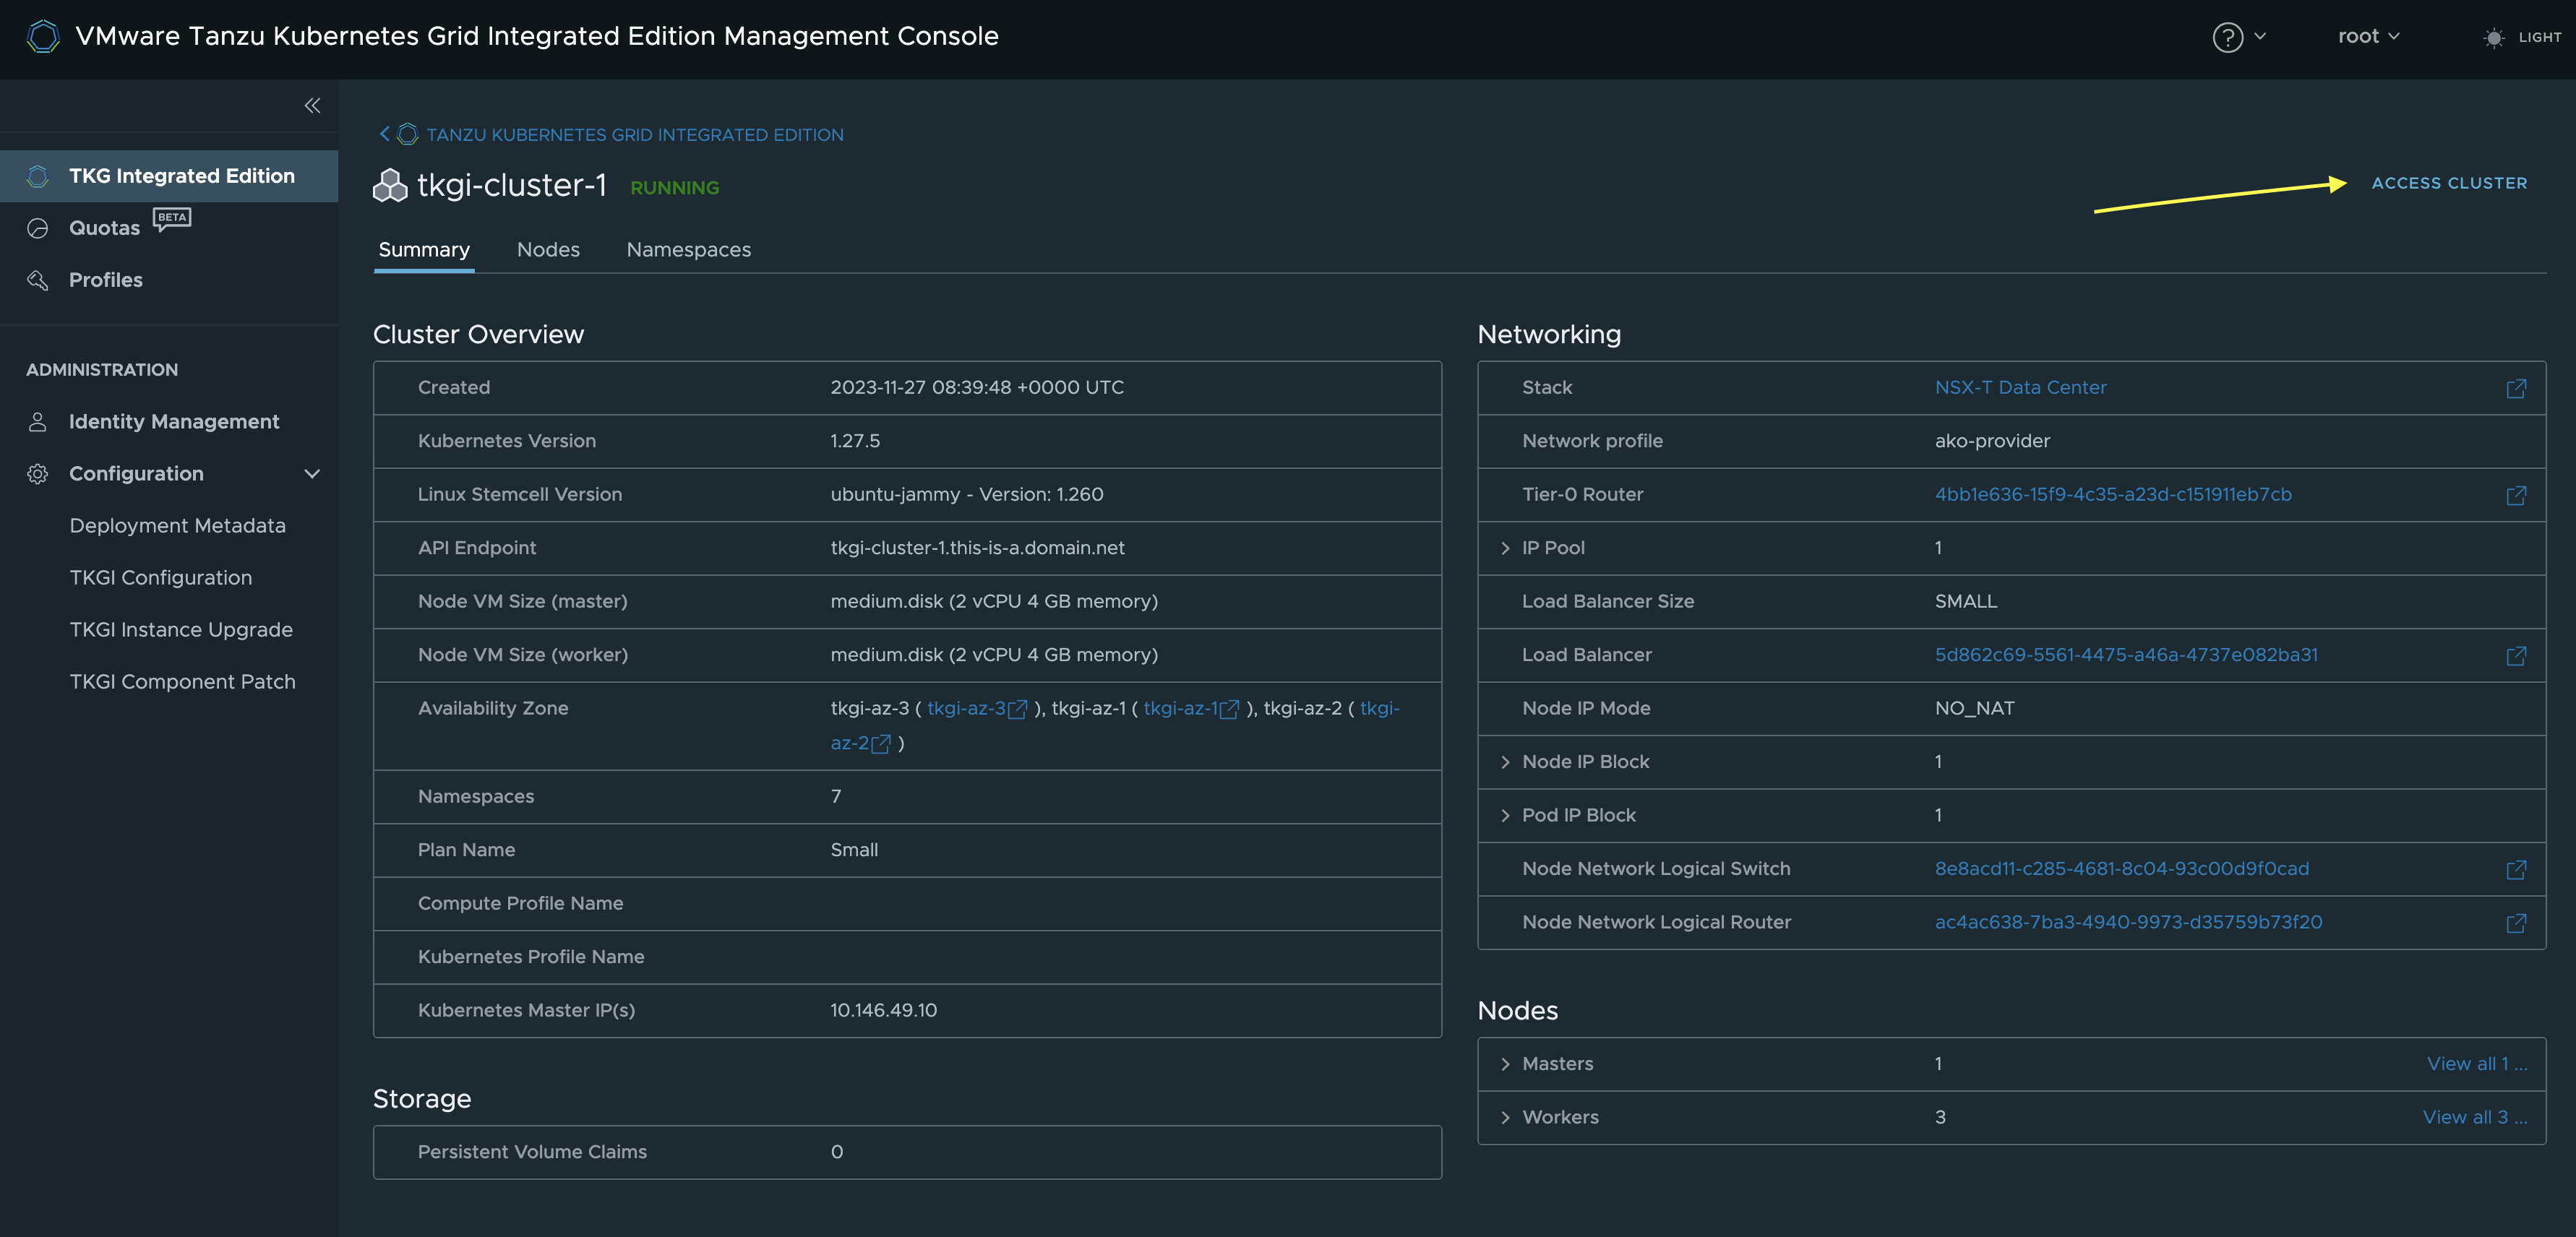 VMware Tanzu Kubernetes Grid Integrated Edition Management Console
root
LIGHT
TKG Integrated Edition
Quotas BETA
Profiles
ADMINISTRATION
Identity Management
Configuration
Deployment Metadata
TKGI Configuration
TKGI Instance Upgrade
TKGI Component Patch
TANZU KUBERNETES GRID INTEGRATED EDITION
tkgi-cluster-1 RUNNING
ACCESS CLUSTER
Summary Nodes Namespaces
Cluster Overview
Created 2023-11-27 08:39:48 +0000 UTC
Kubernetes Version 1.27.5
Linux Stemcell Version ubuntu-jammy - Version: 1.260
API Endpoint tkgi-cluster-1.this-is-a.domain.net
Node VM Size (master) medium.disk (2 vCPU 4 GB memory)
Node VM Size (worker) medium.disk (2 vCPU 4 GB memory)
Availability Zone tkgi-az-3 ( tkgi-az-3 ), tkgi-az-1 ( tkgi-az-1 ), tkgi-az-2 ( tkgi-
az-2 )
Namespaces 7
Plan Name Small
Compute Profile Name
Kubernetes Profile Name
Kubernetes Master IP(s) 10.146.49.10
Storage
Persistent Volume Claims 0
Networking
Stack NSX-T Data Center
Network profile ako-provider
Tier-0 Router 4bb1e636-15f9-4c35-a23d-c151911eb7cb
IP Pool 1
Load Balancer Size SMALL
Load Balancer 5d862c69-5561-4475-a46a-4737e082ba31
Node IP Mode NO_NAT
Node IP Block 1
Pod IP Block 1
Node Network Logical Switch 8e8acd11-c285-4681-8c04-93c00d9f0cad
Node Network Logical Router ac4ac638-7ba3-4940-9973-d35759b73f20
Nodes
Masters 1 View all 1 ...
Workers 3 View all 3 ...